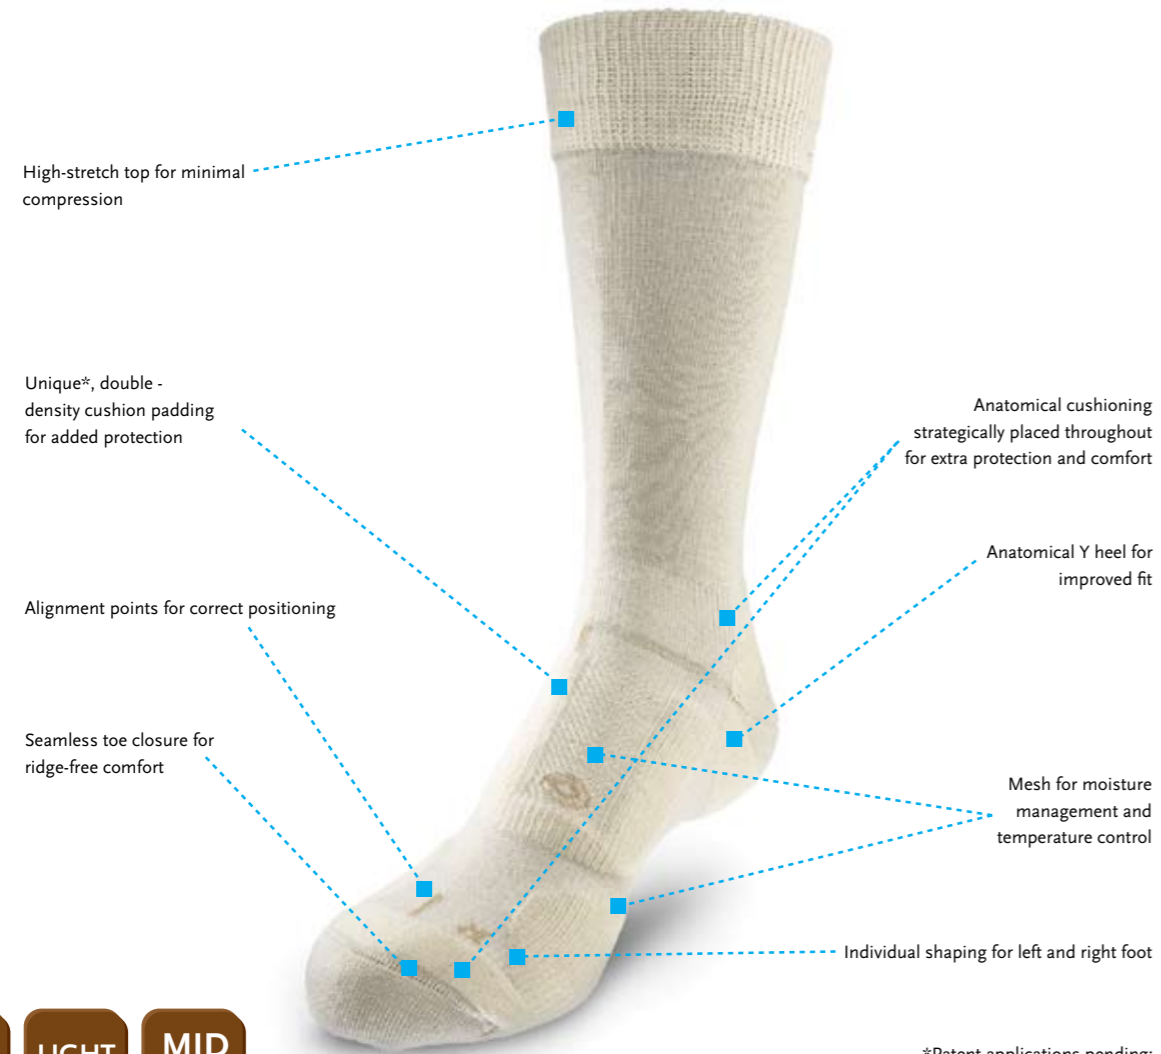 High-stretch top for minimal
compression
Unique*, double -
density cushion padding
for added protection
Anatomical cushioning
strategically placed throughout
for extra protection and comfort
Anatomical Y heel for
improved fit
Alignment points for correct positioning
Seamless toe closure for
ridge-free comfort
Mesh for moisture
management and
temperature control
Individual shaping for left and right foot
LIGHT
MID
*Patent applications pending: